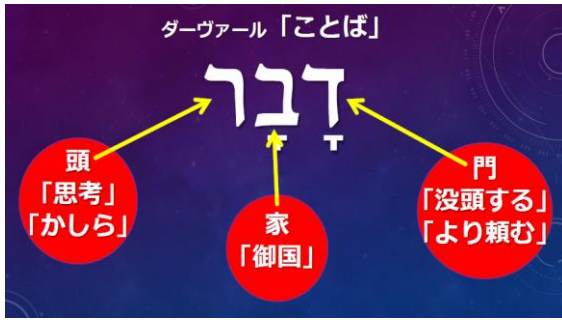 ダーヴァール「ことば」
דָבָר
頭
「思考」
「かしら」
家
「御国」
門
「没頭する」
「より頼む」